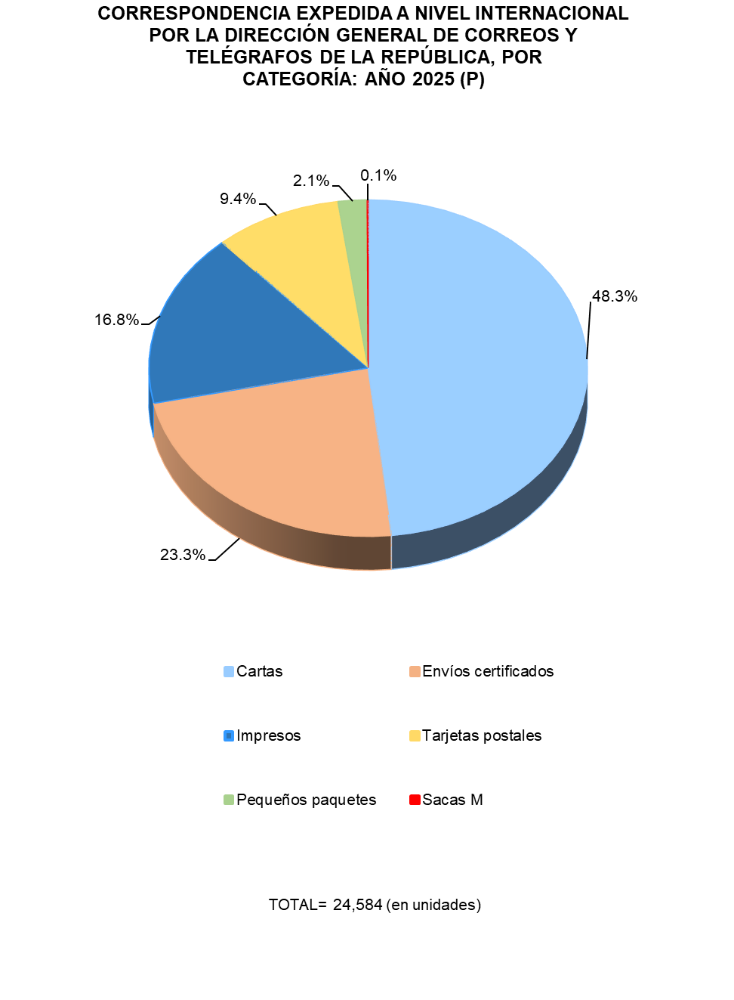 CORRESPONDENCIA EXPEDIDA A NIVEL INTERNACIONAL
POR LA DIRECCIÓN GENERAL DE CORREOS Y
TELÉGRAFOS DE LA REPÚBLICA, POR
CATEGORÍA: AÑO 2025 (P)
0.1%
2.1%
9.4%
48.3%
16.8%
23.3%
Cartas
Envíos certificados
Impresos
Tarjetas postales
Pequeños paquetes
Sacas M
TOTAL= 24,584 (en unidades)